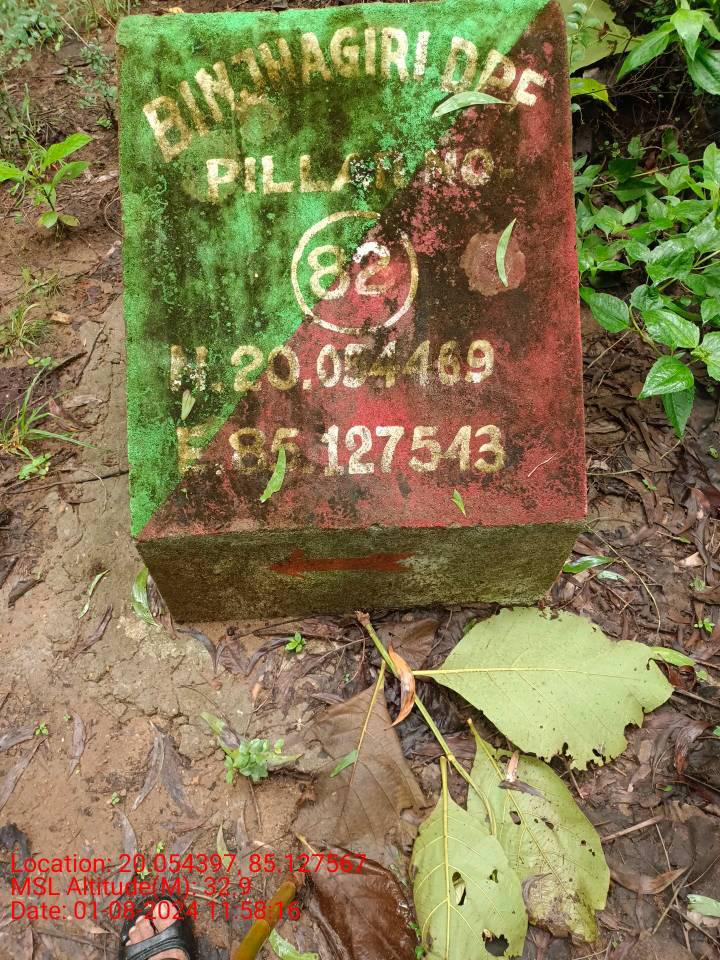 BINJHAGIRI DPF
PILLAR NO-
82
N. 20.054469
E 85.127543
Location: 20.054397, 85.127567
MSL Altitude(M): 32.9
Date: 01-08-2024 11:58:16